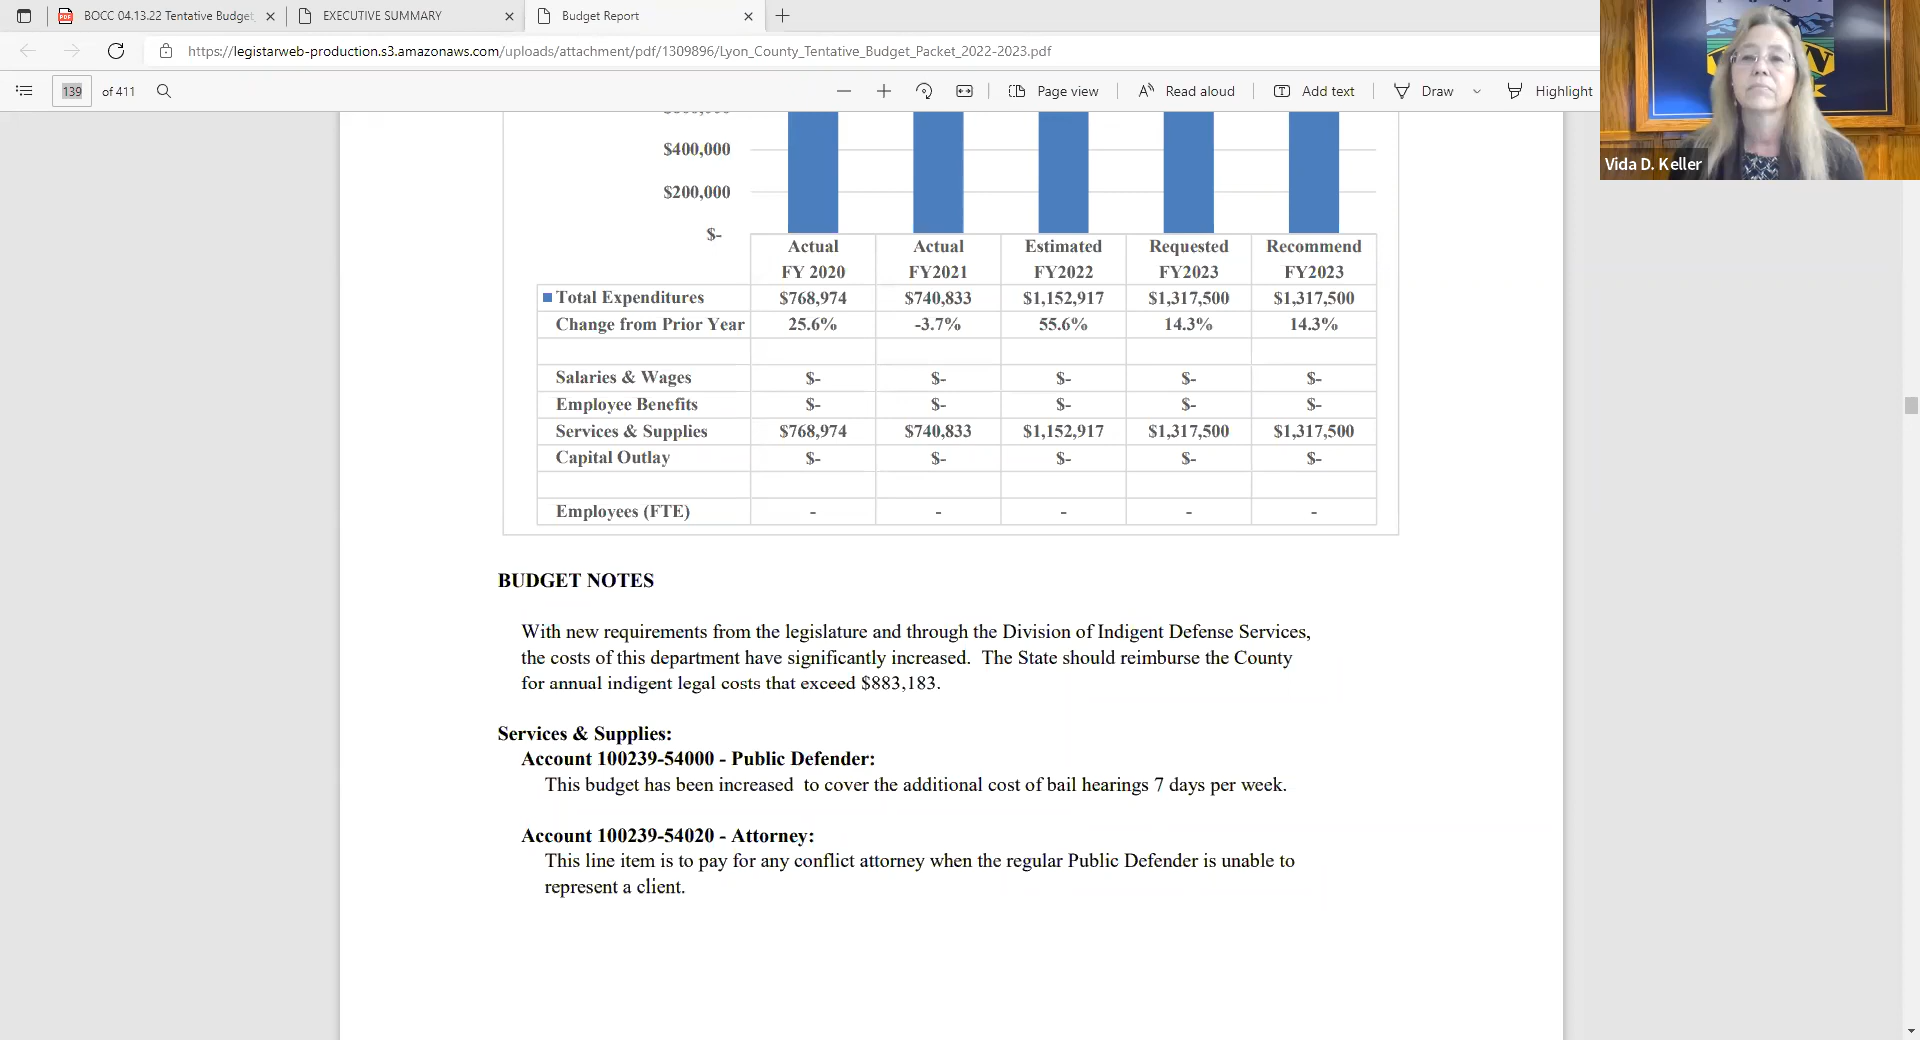 BOCC 04.13.22 Tentative Budget
EXECUTIVE SUMMARY
Budget Report
https://legistarweb-production.s3.amazonaws.com/uploads/attachment/pdf/1309896/Lyon_County_Tentative_Budget_Packet_2022-2023.pdf
139 of 411
Page view
Read aloud
Add text
Draw
Highlight
Vida D. Keller
$400,000
$200,000
$-
Actual Actual Estimated Requested Recommend
FY 2020 FY2021 FY2022 FY2023 FY2023
Total Expenditures $768,974 $740,833 $1,152,917 $1,317,500 $1,317,500
Change from Prior Year 25.6% -3.7% 55.6% 14.3% 14.3%
Salaries & Wages $- $- $- $- $-
Employee Benefits $- $- $- $- $-
Services & Supplies $768,974 $740,833 $1,152,917 $1,317,500 $1,317,500
Capital Outlay $- $- $- $- $-
Employees (FTE) - - - - -
BUDGET NOTES
With new requirements from the legislature and through the Division of Indigent Defense Services,
the costs of this department have significantly increased.  The State should reimburse the County
for annual indigent legal costs that exceed $883,183.
Services & Supplies:
Account 100239-54000 - Public Defender:
This budget has been increased  to cover the additional cost of bail hearings 7 days per week.
Account 100239-54020 - Attorney:
This line item is to pay for any conflict attorney when the regular Public Defender is unable to
represent a client.